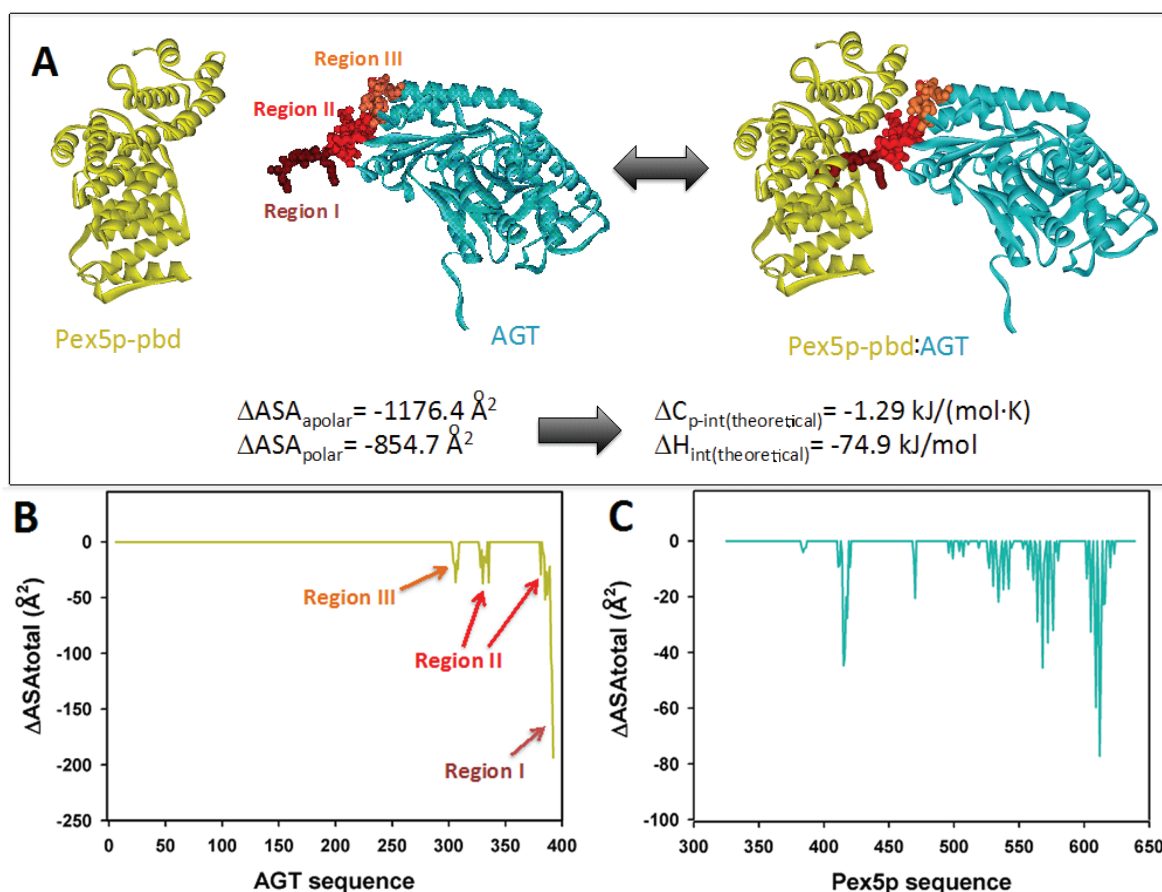 A
Region III
Region II
Region I
Pex5p-pbd
AGT
Pex5p-pbd:AGT
ΔASAapolar= -1176.4 Å2
ΔASApolar= -854.7 Å2
ΔCp-int(theoretical)= -1.29 kJ/(mol·K)
ΔHint(theoretical)= -74.9 kJ/mol
B
ΔASAtotal (Å2)
0
-50
-100
-150
-200
-250
Region III
Region II
Region I
0 50 100 150 200 250 300 350 400
AGT sequence
C
ΔASAtotal (Å2)
0
-20
-40
-60
-80
-100
300 350 400 450 500 550 600 650
Pex5p sequence